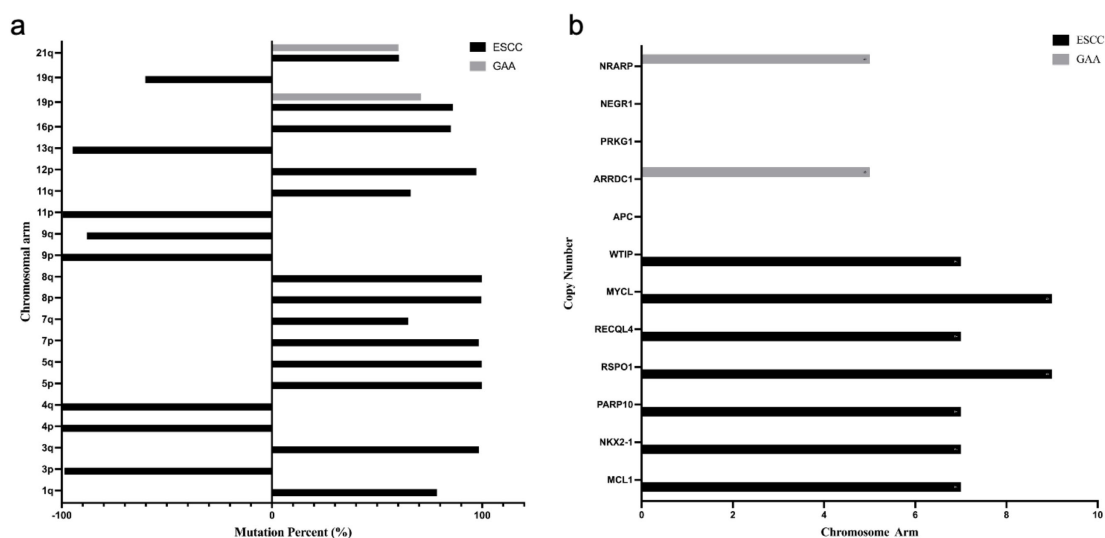 a
ESCC
GAA
21q
19q
19p
16p
13q
12p
11q
11p
9q
9p
8q
8p
7q
7p
5q
5p
4q
4p
3q
3p
1q
Chromosomal arm
-100
0
100
Mutation Percent (%)
b
ESCC
GAA
NRARP
NEGR1
PRKG1
ARRDC1
APC
WTIP
MYCL
RECQL4
RSPO1
PARP10
NKX2-1
MCL1
Copy Number
0
2
4
6
8
10
Chromosome Arm